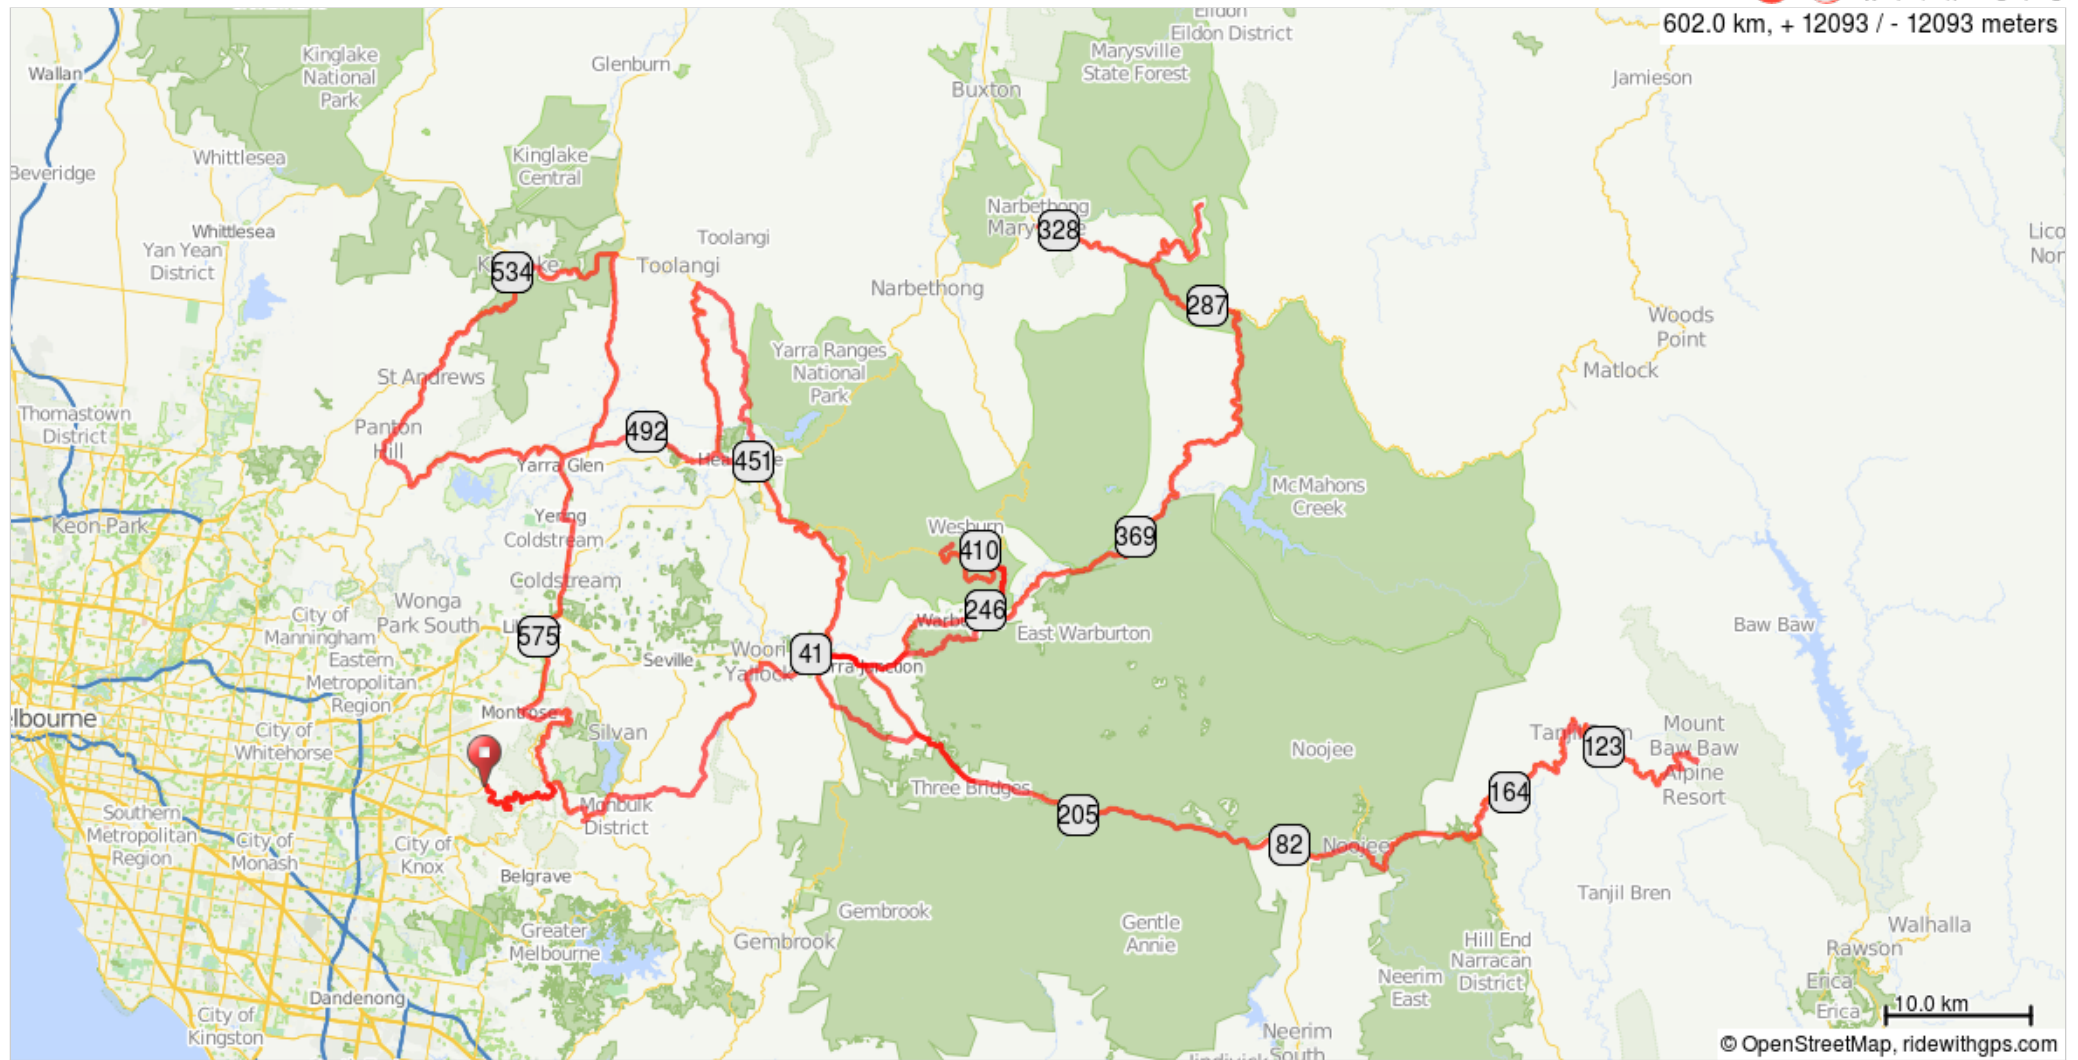 602.0 km, + 12093 / - 12093 meters
Eildon
Eildon District
Kinglake
National
Park
Wallan
Glenburn
Marysville
State Forest
Buxton
Jamieson
Whittlesea
Beveridge
Kinglake
Central
Narbethong
328
Whittlesea
Yan Yean
District
Toolangi
Toolangi
534
Narbethong
287
Lico
Nor
Woods
Point
Matlock
Yarra Ranges
National
Park
St Andrews
Thomastown
District
Panton
Hill
492
451
Yarra Glen
Keon Park
Yering
Coldstream
McMahons
Creek
Wesburn
410
369
Coldstream
Wonga
Park South
City of
Manningham
Eastern
Metropolitan
Region
246
East Warburton
Baw Baw
575
41
Woori
Yallock
Seville
Montrose
Silvan
elbourne
City of
Whitehorse
Noojee
123
Mount
Baw Baw
Alpine
Resort
164
Three Bridges
205
82
Noojee
Monbulk
District
Southern
Metropolitan
Region
City of
Monash
City of
Knox
Belgrave
Tanjil Bren
Gembrook
Gentle
Annie
Greater
Melbourne
Gembrook
Walhalla
Rawson
Hill End
Narracan
District
Neerim
East
Erica
Erica
Dandenong
City of
Kingston
Neerim
South
10.0 km
© OpenStreetMap, ridewithgps.com